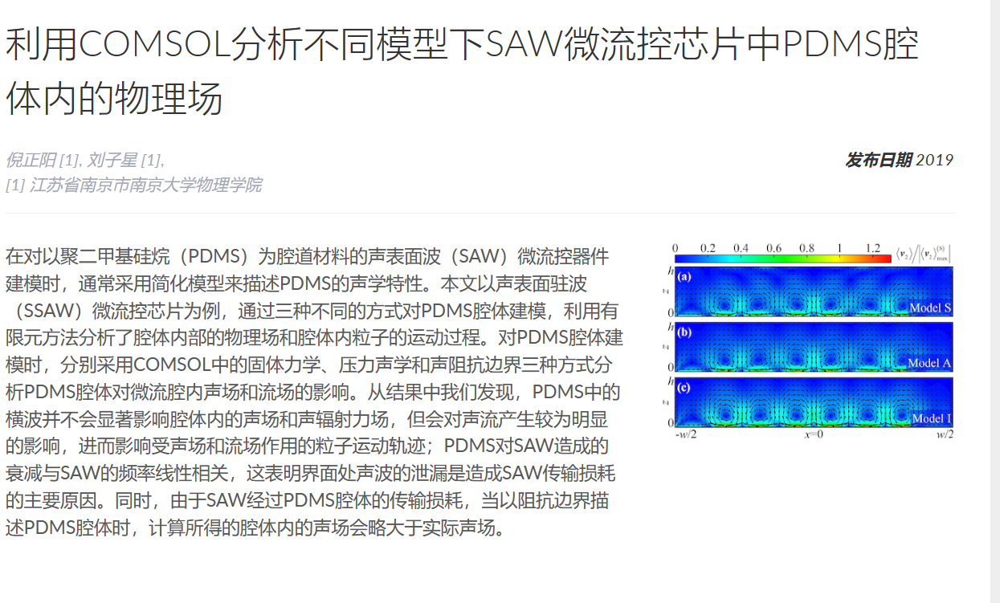 利用COMSOL分析不同模型下SAW微流控芯片中PDMS腔
体内的物理场
倪正阳 [1], 刘子星 [1],
[1] 江苏省南京市南京大学物理学院
发布日期 2019
在对以聚二甲基硅烷（PDMS）为腔道材料的声表面波（SAW）微流控器件
建模时，通常采用简化模型来描述PDMS的声学特性。本文以声表面驻波
（SSAW）微流控芯片为例，通过三种不同的方式对PDMS腔体建模，利用有
限元方法分析了腔体内部的物理场和腔体内粒子的运动过程。对PDMS腔体建
模时，分别采用COMSOL中的固体力学、压力声学和声阻抗边界三种方式分
析PDMS腔体对微流腔内声场和流场的影响。从结果中我们发现，PDMS中的
横波并不会显著影响腔体内的声场和声辐射力场，但会对声流产生较为明显
的影响，进而影响受声场和流场作用的粒子运动轨迹；PDMS对SAW造成的
衰减与SAW的频率线性相关，这表明界面处声波的泄漏是造成SAW传输损耗
的主要原因。同时，由于SAW经过PDMS腔体的传输损耗，当以阻抗边界描
述PDMS腔体时，计算所得的腔体内的声场会略大于实际声场。
0 0.2 0.4 0.6 0.8 1 1.2 ⟨v₂⟩/|⟨v₂⟩max^(S)|
h
(a)
z
0
Model S
h
(b)
z
0
Model A
h
(c)
z
0
Model I
-w/2 x=0 w/2